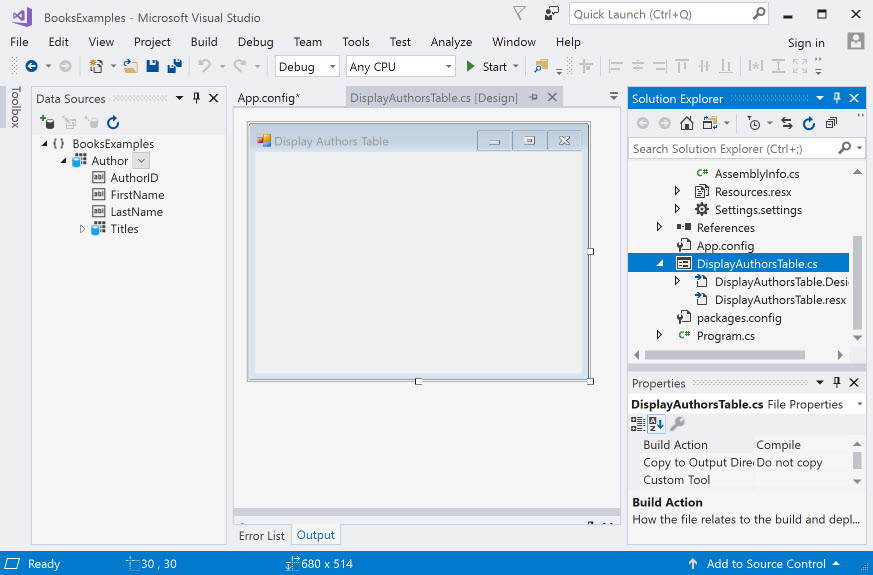 BooksExamples - Microsoft Visual Studio
Quick Launch (Ctrl+Q)
File Edit View Project Build Debug Team Tools Test Analyze Window Help
Sign in
Debug Any CPU Start
Toolbox
Data Sources
BooksExamples
Author
AuthorID
FirstName
LastName
Titles
App.config* DisplayAuthorsTable.cs [Design]
Display Authors Table
Error List Output
Solution Explorer
Search Solution Explorer (Ctrl+;)
C# AssemblyInfo.cs
Resources.resx
Settings.settings
References
App.config
DisplayAuthorsTable.cs
DisplayAuthorsTable.Desi
DisplayAuthorsTable.resx
packages.config
C# Program.cs
Properties
DisplayAuthorsTable.cs File Properties
Build Action Compile
Copy to Output Dire Do not copy
Custom Tool
Build Action
How the file relates to the build and depl...
Ready 30 , 30 680 x 514 Add to Source Control